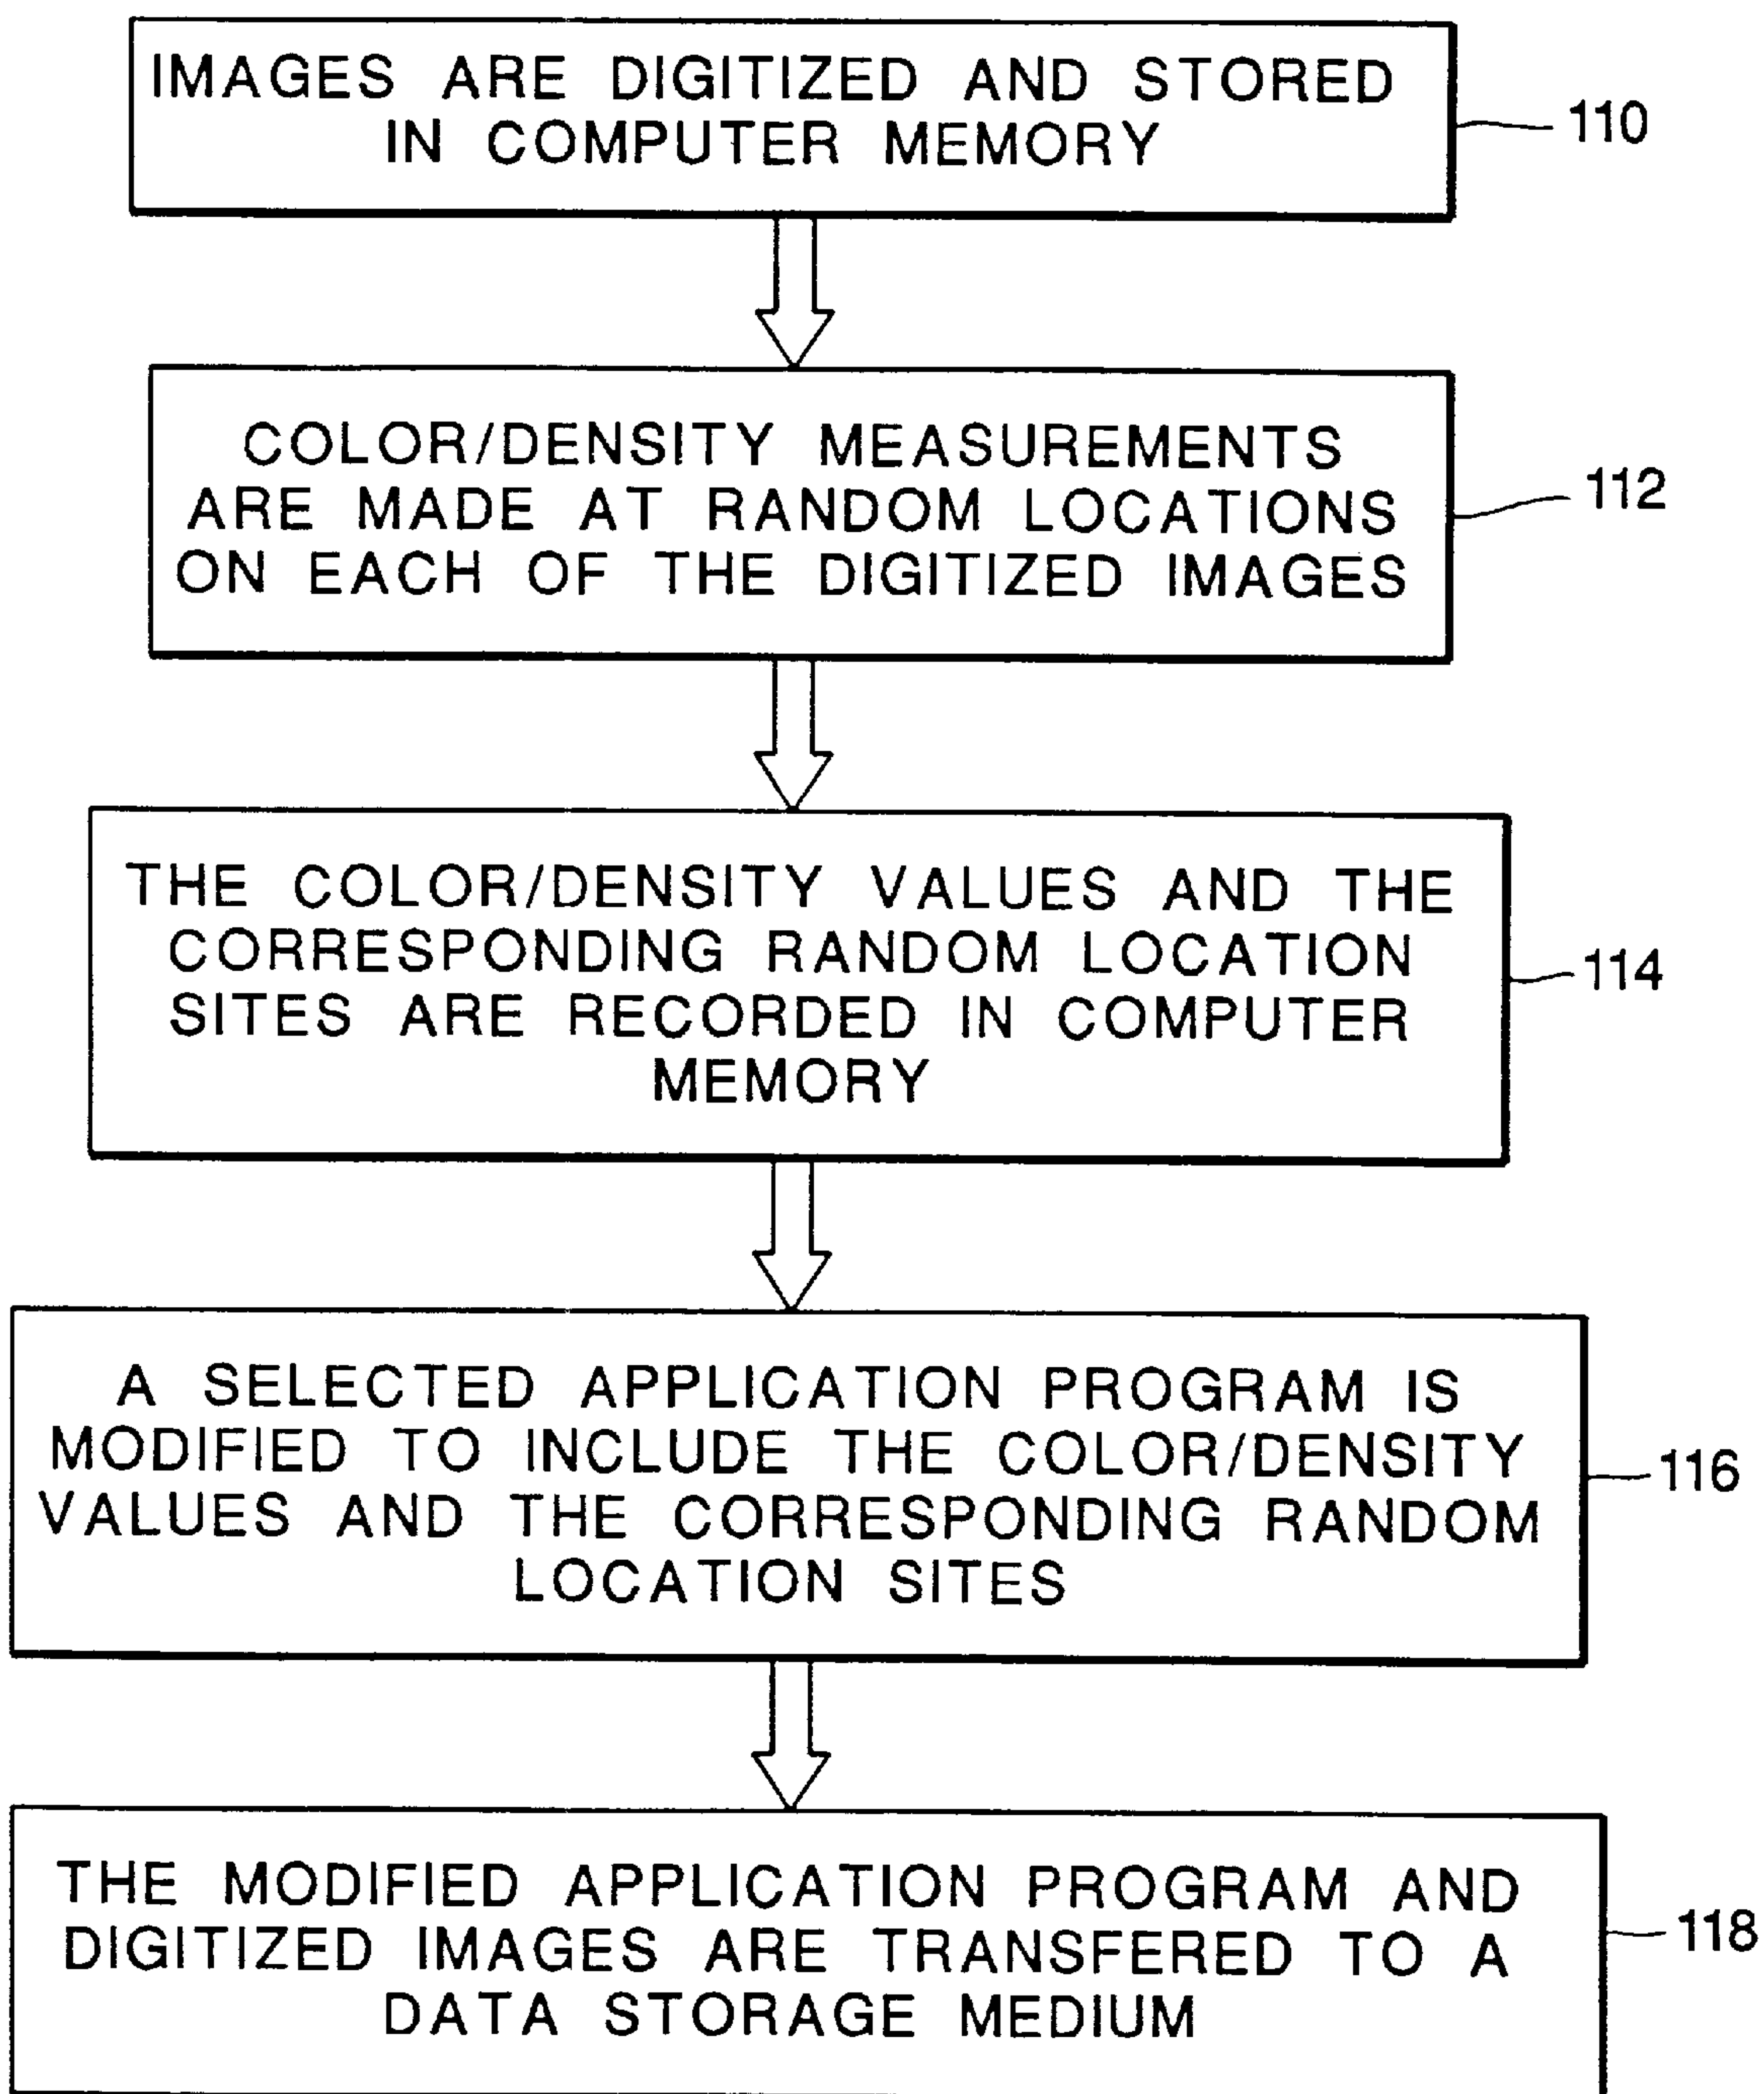 IMAGES ARE DIGITIZED AND STORED
IN COMPUTER MEMORY
110
COLOR/DENSITY MEASUREMENTS
ARE MADE AT RANDOM LOCATIONS
ON EACH OF THE DIGITIZED IMAGES
112
THE COLOR/DENSITY VALUES AND THE
CORRESPONDING RANDOM LOCATION
SITES ARE RECORDED IN COMPUTER
MEMORY
114
A SELECTED APPLICATION PROGRAM IS
MODIFIED TO INCLUDE THE COLOR/DENSITY
VALUES AND THE CORRESPONDING RANDOM
LOCATION SITES
116
THE MODIFIED APPLICATION PROGRAM AND
DIGITIZED IMAGES ARE TRANSFERED TO A
DATA STORAGE MEDIUM
118